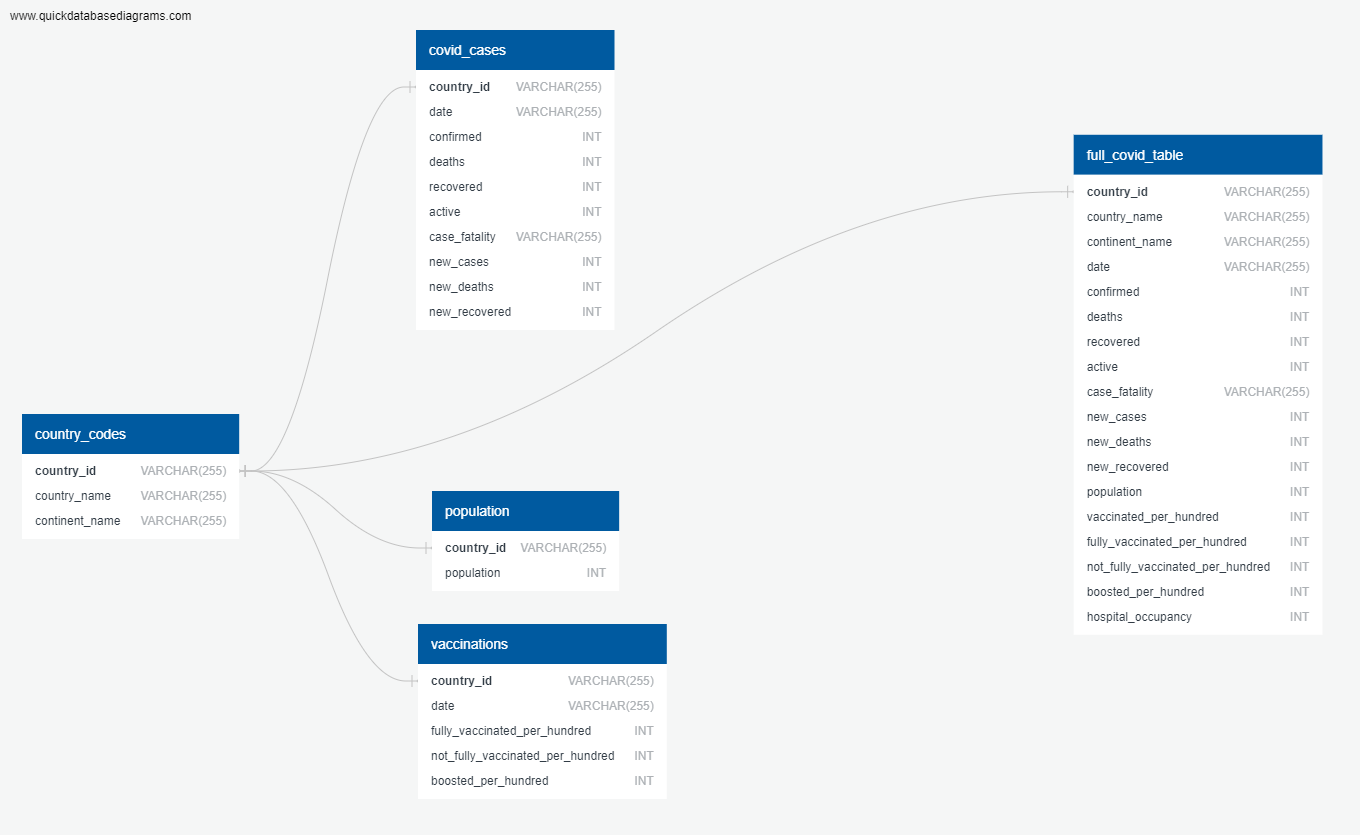 www.quickdatabasediagrams.com
covid_cases
country_id VARCHAR(255)
date VARCHAR(255)
confirmed INT
deaths INT
recovered INT
active INT
case_fatality VARCHAR(255)
new_cases INT
new_deaths INT
new_recovered INT
full_covid_table
country_id VARCHAR(255)
country_name VARCHAR(255)
continent_name VARCHAR(255)
date VARCHAR(255)
confirmed INT
deaths INT
recovered INT
active INT
case_fatality VARCHAR(255)
new_cases INT
new_deaths INT
new_recovered INT
population INT
vaccinated_per_hundred INT
fully_vaccinated_per_hundred INT
not_fully_vaccinated_per_hundred INT
boosted_per_hundred INT
hospital_occupancy INT
country_codes
country_id VARCHAR(255)
country_name VARCHAR(255)
continent_name VARCHAR(255)
population
country_id VARCHAR(255)
population INT
vaccinations
country_id VARCHAR(255)
date VARCHAR(255)
fully_vaccinated_per_hundred INT
not_fully_vaccinated_per_hundred INT
boosted_per_hundred INT